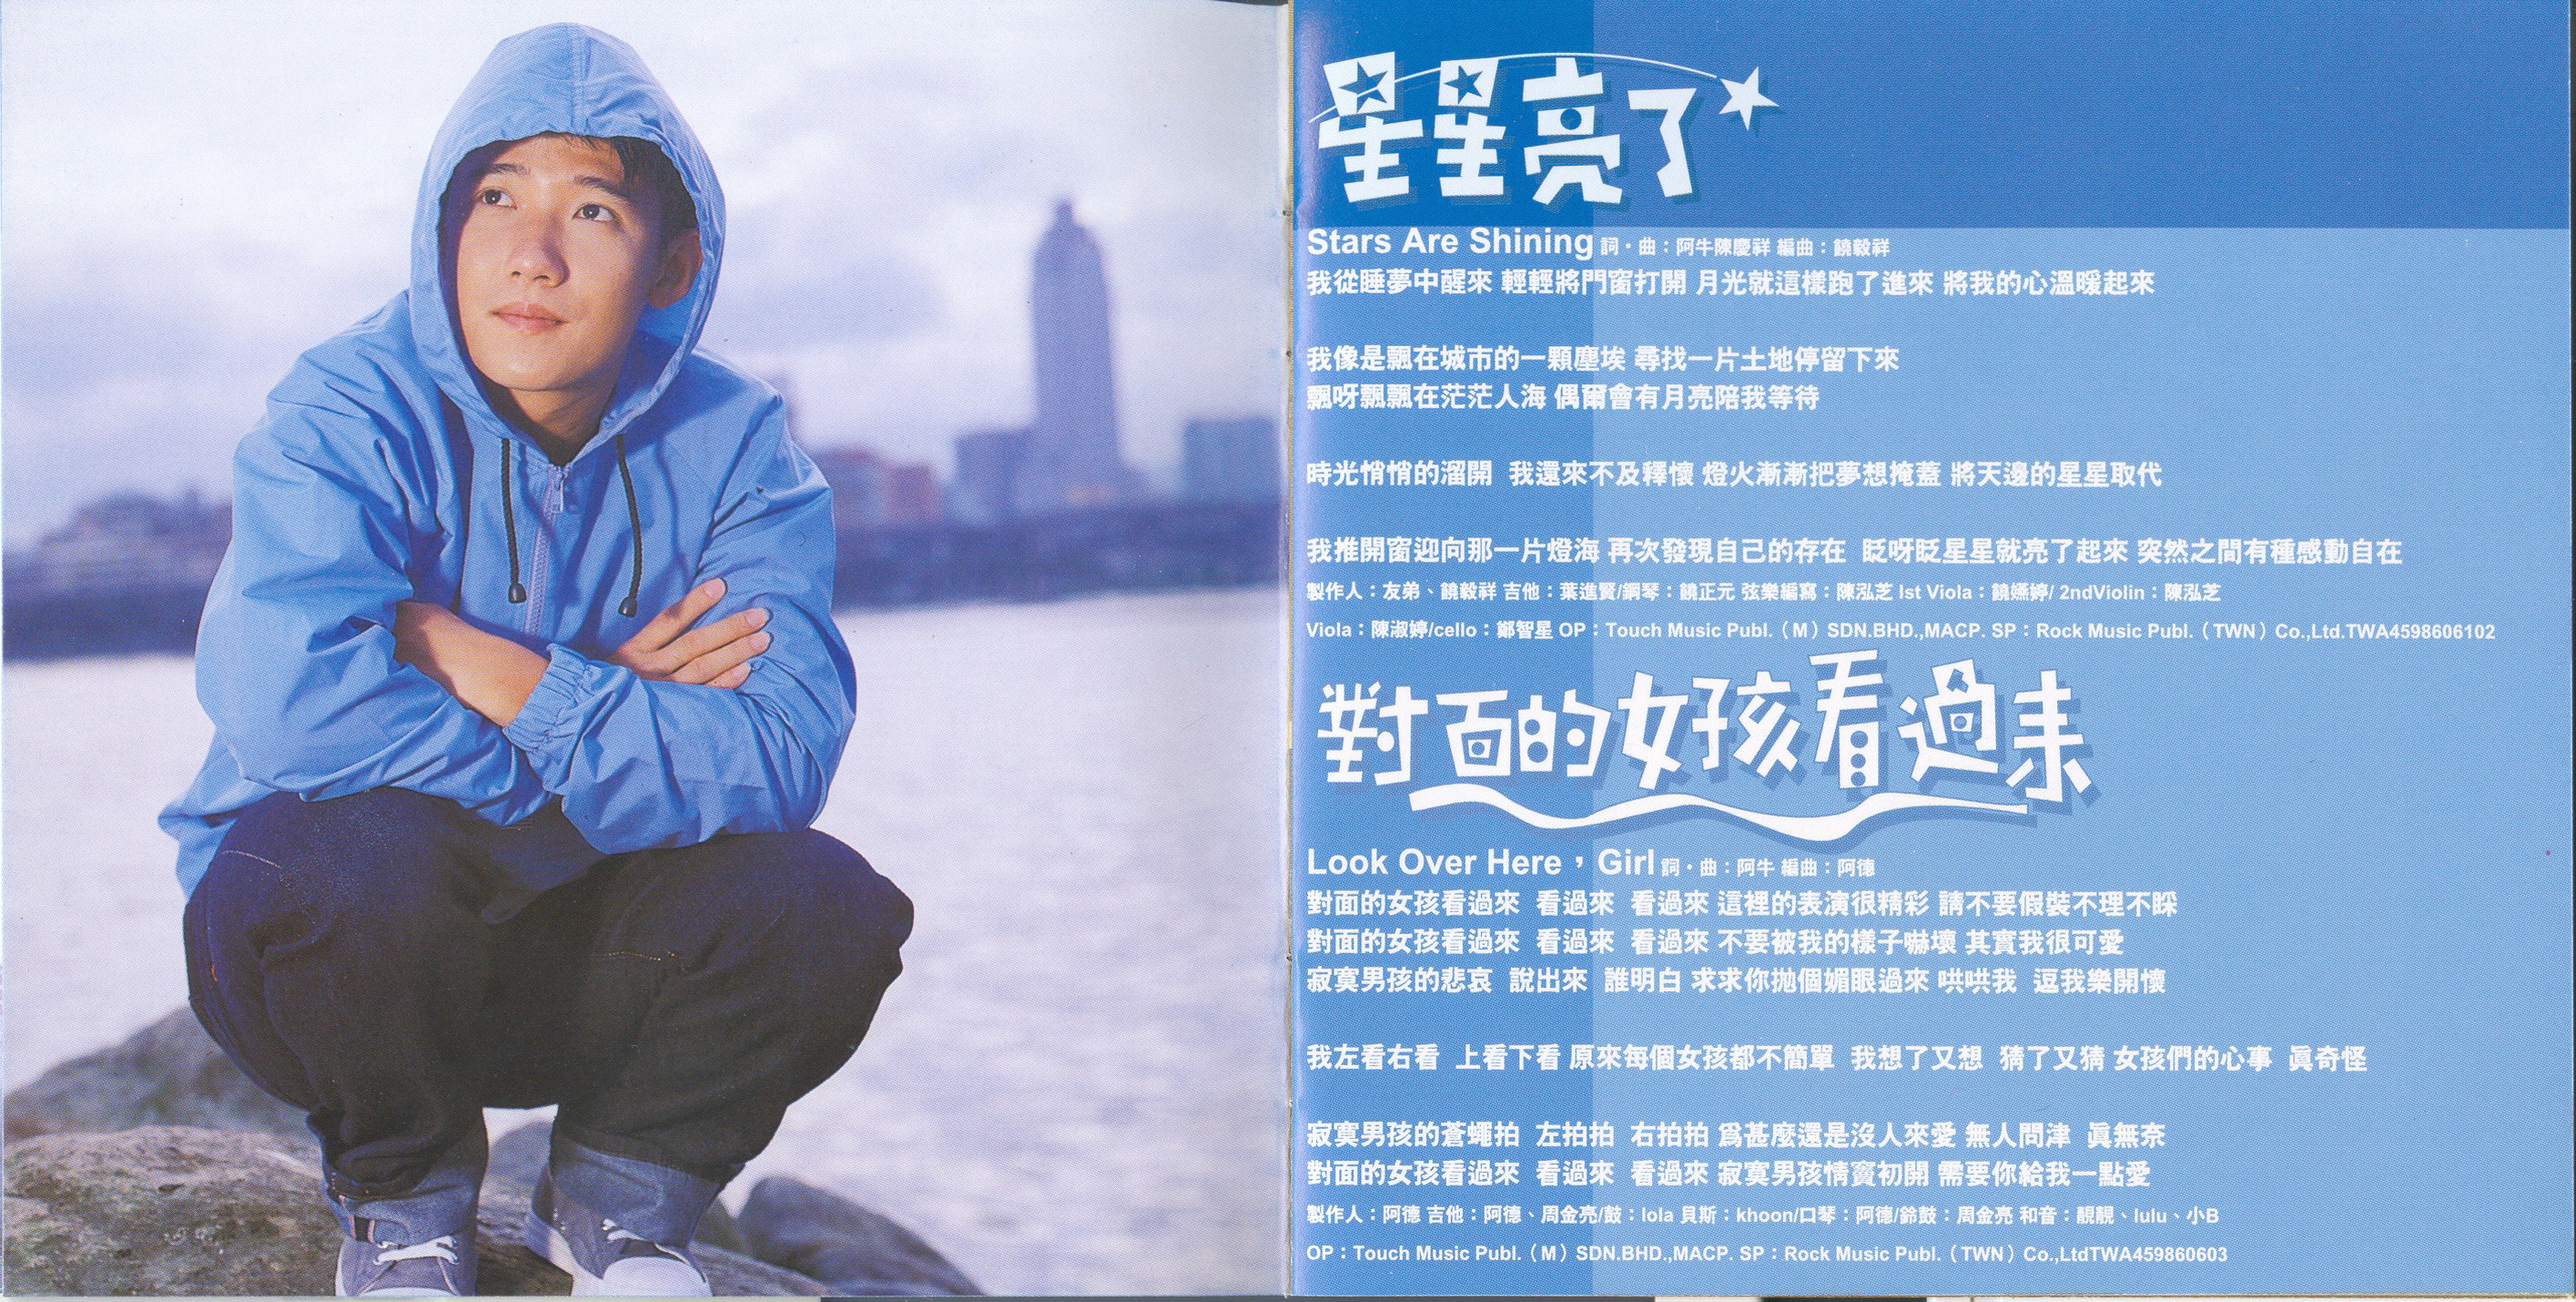 星星亮了
Stars Are Shining 詞・曲：阿牛陳慶祥 編曲：饒毅祥
我從睡夢中醒來 輕輕將門窗打開 月光就這樣跑了進來 將我的心溫暖起來
我像是飄在城市的一顆塵埃 尋找一片土地停留下來
飄呀飄飄在茫茫人海 偶爾會有月亮陪我等待
時光悄悄的溜開 我還來不及釋懷 燈火漸漸把夢想掩蓋 將天邊的星星取代
我推開窗迎向那一片燈海 再次發現自己的存在 眨呀眨星星就亮了起來 突然之間有種感動自在
製作人：友弟、饒毅祥 吉他：葉進賢/鋼琴：饒正元 弦樂編寫：陳泓芝 Ist Viola：饒嬿婷/ 2ndViolin：陳泓芝
Viola：陳淑婷/cello：鄭智星 OP：Touch Music Publ.（M）SDN.BHD.,MACP. SP：Rock Music Publ.（TWN）Co.,Ltd.TWA4598606102
對面的女孩看過來
Look Over Here，Girl 詞・曲：阿牛 編曲：阿德
對面的女孩看過來 看過來 看過來 這裡的表演很精彩 請不要假裝不理不睬
對面的女孩看過來 看過來 看過來 不要被我的樣子嚇壞 其實我很可愛
寂寞男孩的悲哀 說出來 誰明白 求求你拋個媚眼過來 哄哄我 逗我樂開懷
我左看右看 上看下看 原來每個女孩都不簡單 我想了又想 猜了又猜 女孩們的心事 眞奇怪
寂寞男孩的蒼蠅拍 左拍拍 右拍拍 爲甚麼還是沒人來愛 無人問津 眞無奈
對面的女孩看過來 看過來 看過來 寂寞男孩情竇初開 需要你給我一點愛
製作人：阿德 吉他：阿德、周金亮/鼓：lola 貝斯：khoon/口琴：阿德/鈴鼓：周金亮 和音：靚靚、lulu、小B
OP：Touch Music Publ.（M）SDN.BHD.,MACP. SP：Rock Music Publ.（TWN）Co.,LtdTWA459860603